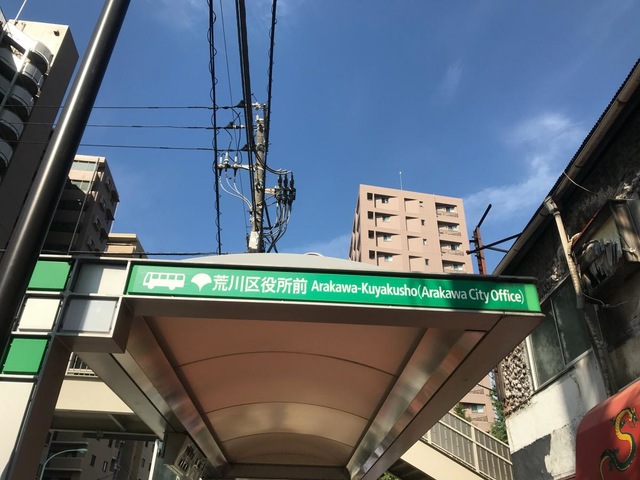 荒川区役所前 Arakawa-Kuyakusho(Arakawa City Office)